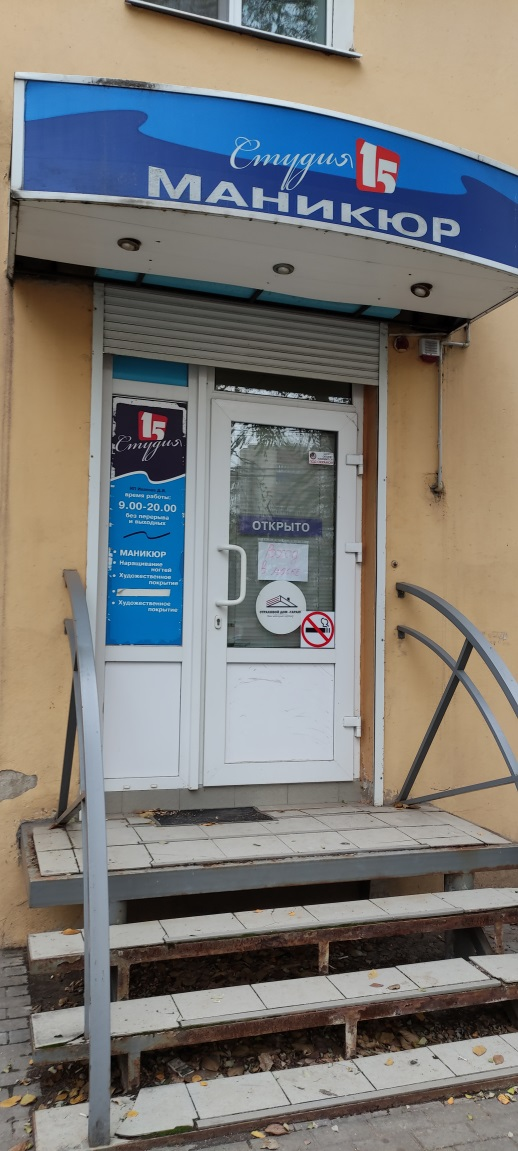 Студия 15
МАНИКЮР
15
Студия
время работы:
9.00-20.00
без перерыва
и выходных
• МАНИКЮР
• Наращивание
ногтей
• Художественное
покрытие
• Художественное
покрытие
ОТКРЫТО